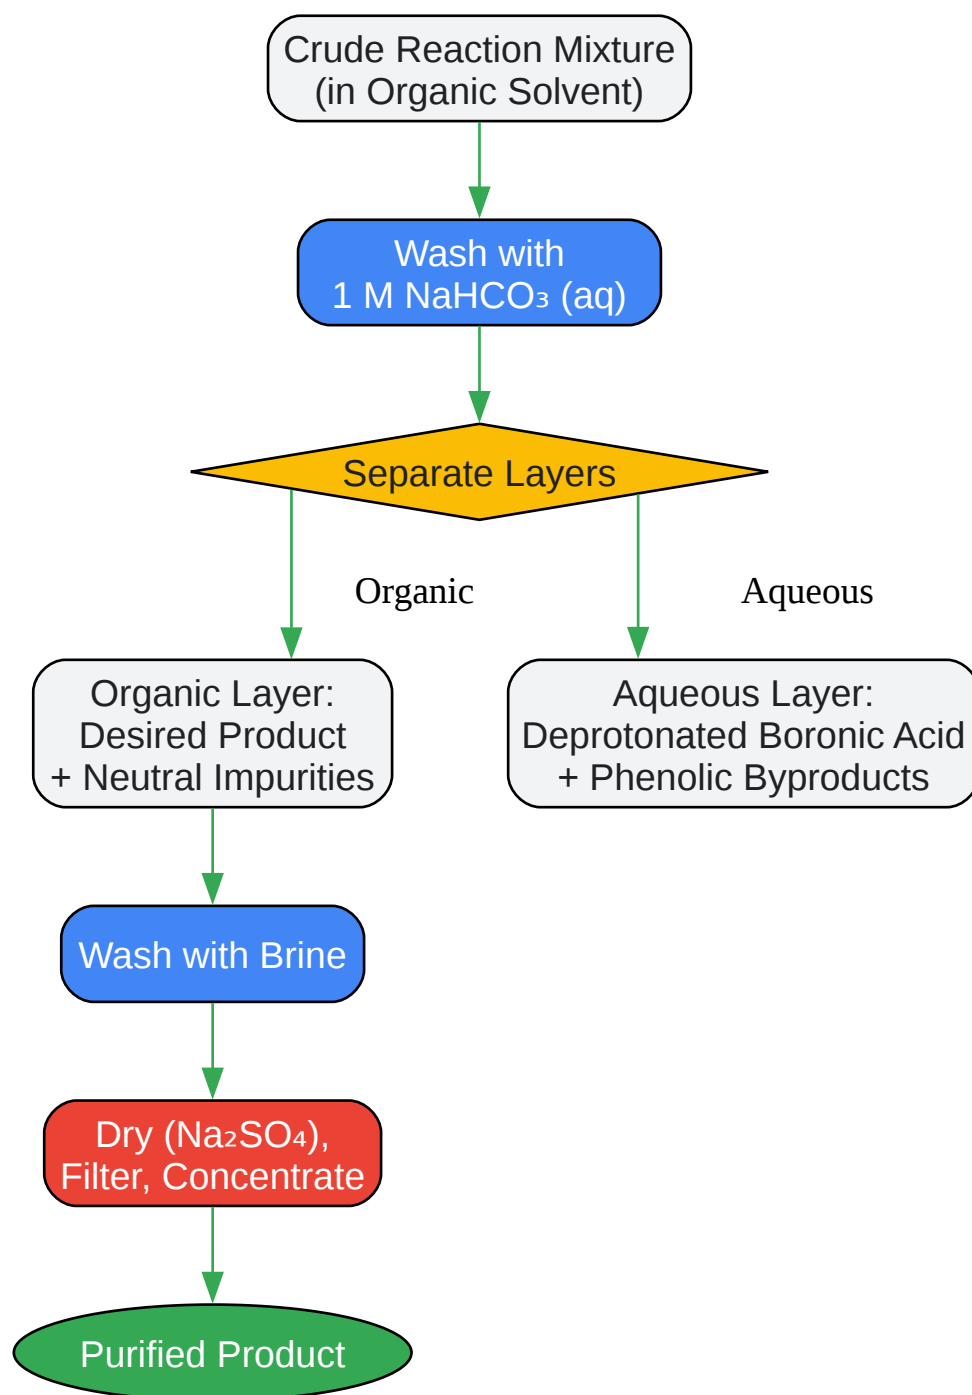 Crude Reaction Mixture
(in Organic Solvent)
Wash with
1 M NaHCO₃ (aq)
Separate Layers
Organic
Aqueous
Organic Layer:
Desired Product
+ Neutral Impurities
Aqueous Layer:
Deprotonated Boronic Acid
+ Phenolic Byproducts
Wash with Brine
Dry (Na₂SO₄),
Filter, Concentrate
Purified Product